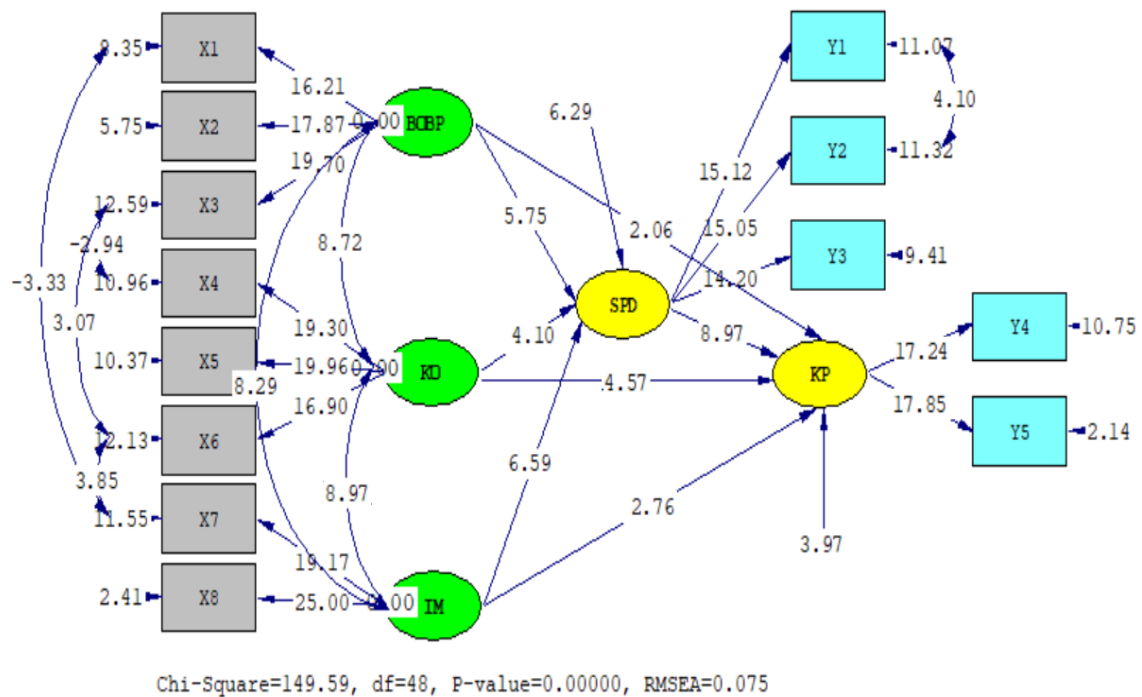 8.35 X1
16.21
5.75 X2
17.87
0.00 BOBP
19.70
12.59 X3
-2.94
10.96 X4
-3.33
3.07
19.30
10.37 X5
19.96
0.00 KO
8.29
16.90
12.13 X6
3.85
11.55 X7
19.17
2.41 X8
25.00
0.00 IM
8.72
8.97
6.29
5.75
2.06
4.10
SPD
8.97
4.57
6.59
2.76
KP
3.97
15.12
15.05
14.20
Y1 11.07
4.10
Y2 11.32
Y3 9.41
17.24
Y4 10.75
17.85
Y5 2.14
Chi-Square=149.59, df=48, P-value=0.00000, RMSEA=0.075